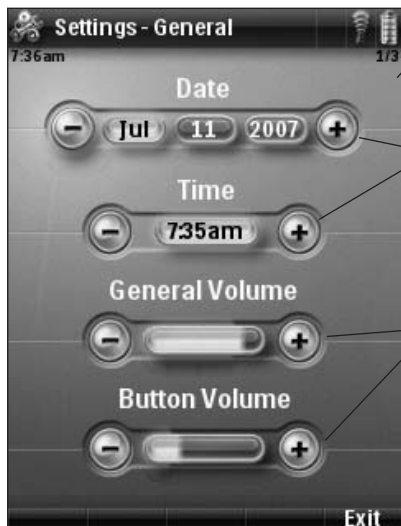 Settings - General
7:36am 1/3
Date
- Jul 11 2007 +
Time
- 7:35am +
General Volume
- +
Button Volume
- +
Exit